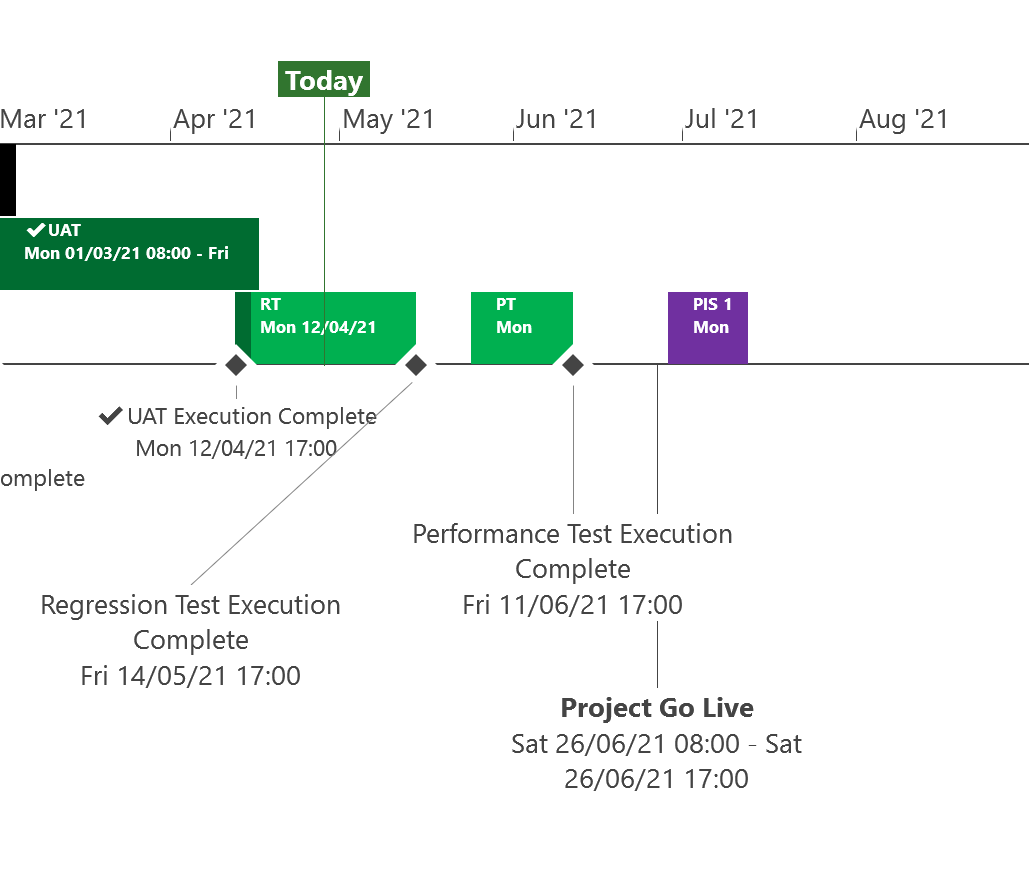 Today
Mar '21
Apr '21
May '21
Jun '21
Jul '21
Aug '21
UAT
Mon 01/03/21 08:00 - Fri
RT
Mon 12/04/21
PT
Mon
PIS 1
Mon
UAT Execution Complete
Mon 12/04/21 17:00
omplete
Performance Test Execution
Complete
Fri 11/06/21 17:00
Regression Test Execution
Complete
Fri 14/05/21 17:00
Project Go Live
Sat 26/06/21 08:00 - Sat
26/06/21 17:00